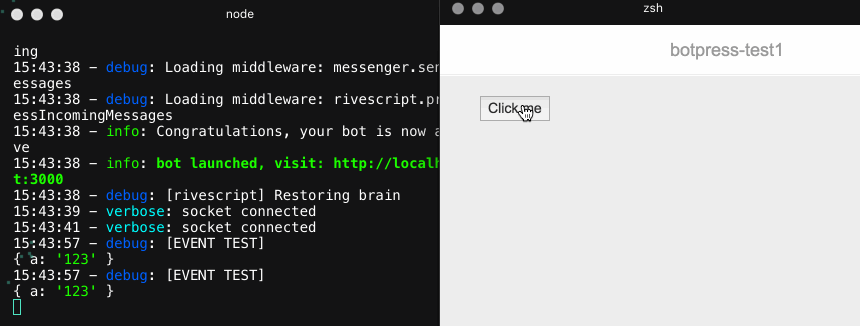 node
ing
15:43:38 - debug: Loading middleware: messenger.sen
essages
15:43:38 - debug: Loading middleware: rivescript.pr
essIncomingMessages
15:43:38 - info: Congratulations, your bot is now a
ve
15:43:38 - info: bot launched, visit: http://localh
t:3000
15:43:38 - debug: [rivescript] Restoring brain
15:43:39 - verbose: socket connected
15:43:41 - verbose: socket connected
15:43:57 - debug: [EVENT TEST]
{ a: '123' }
15:43:57 - debug: [EVENT TEST]
{ a: '123' }
zsh
botpress-test1
Click me